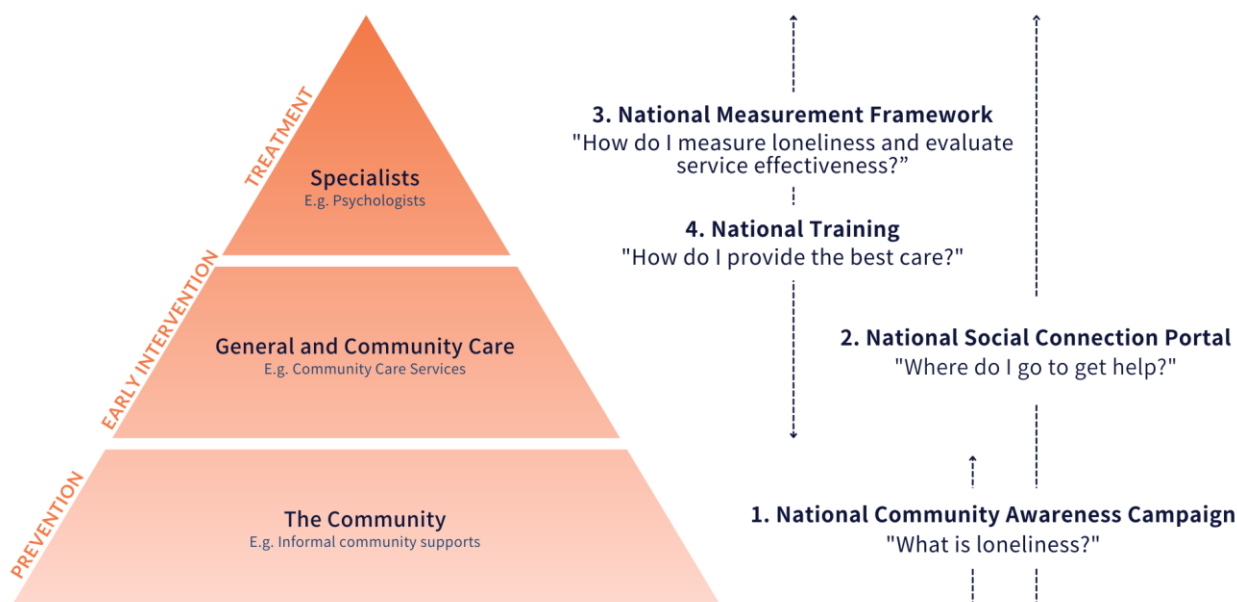 TREATMENT
Specialists
E.g. Psychologists
EARLY INTERVENTION
General and Community Care
E.g. Community Care Services
PREVENTION
The Community
E.g. Informal community supports
3. National Measurement Framework
"How do I measure loneliness and evaluate
service effectiveness?”
4. National Training
"How do I provide the best care?"
2. National Social Connection Portal
"Where do I go to get help?"
1. National Community Awareness Campaign
"What is loneliness?"